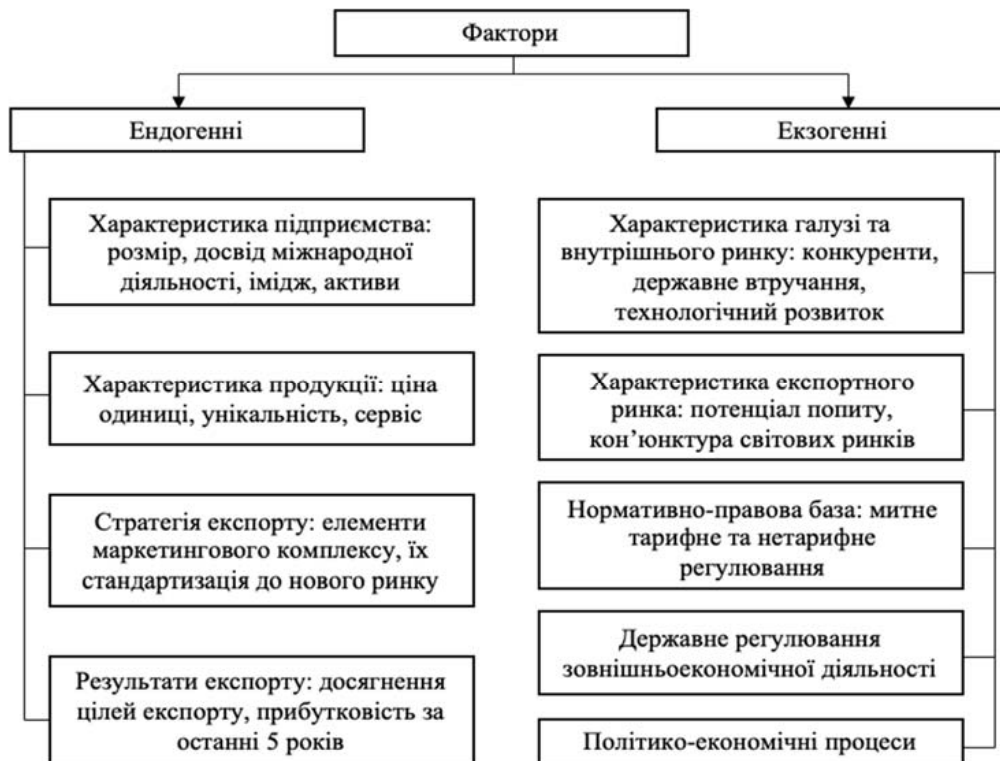 Фактори
Ендогенні
Екзогенні
Характеристика підприємства:
розмір, досвід міжнародної
діяльності, імідж, активи
Характеристика продукції: ціна
одиниці, унікальність, сервіс
Стратегія експорту: елементи
маркетингового комплексу, їх
стандартизація до нового ринку
Результати експорту: досягнення
цілей експорту, прибутковість за
останні 5 років
Характеристика галузі та
внутрішнього ринку: конкуренти,
державне втручання,
технологічний розвиток
Характеристика експортного
ринка: потенціал попиту,
кон’юнктура світових ринків
Нормативно-правова база: митне
тарифне та нетарифне
регулювання
Державне регулювання
зовнішньоекономічної діяльності
Політико-економічні процеси